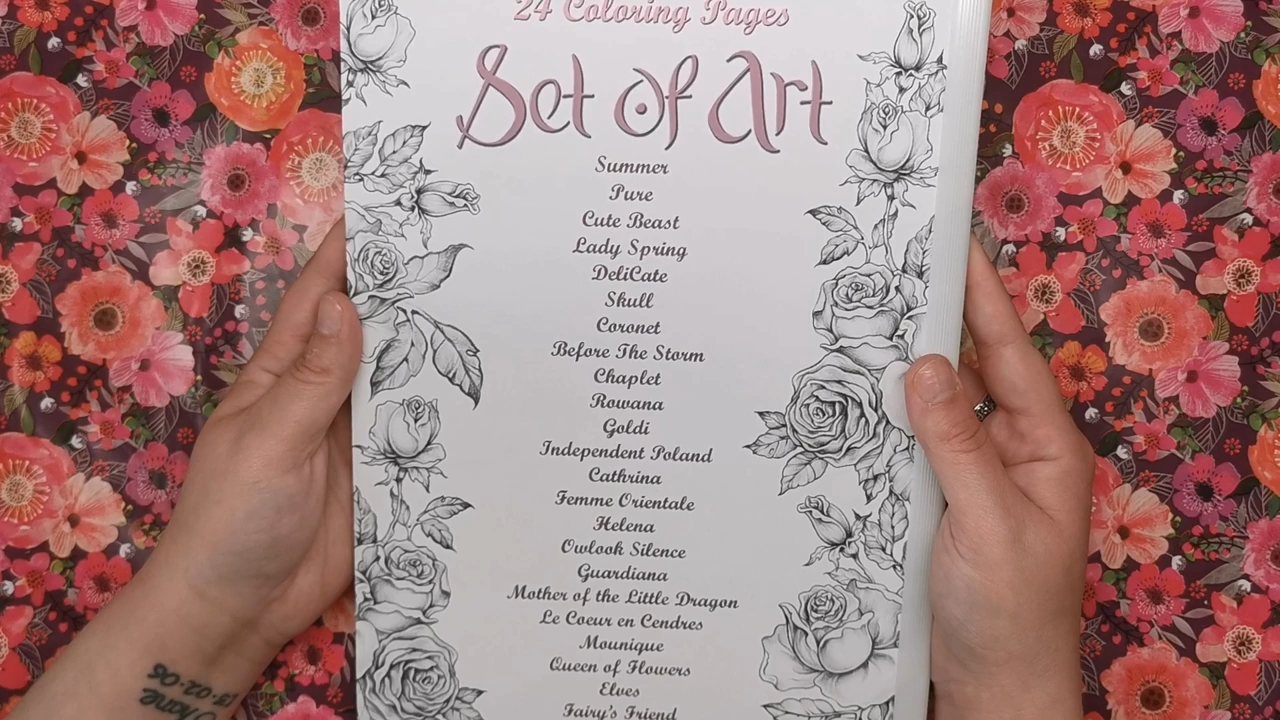 24 Coloring Pages
Set of Art
Summer
Pure
Cute Beast
Lady Spring
DeliCate
Skull
Coronet
Before The Storm
Chaplet
Rowana
Goldi
Independent Poland
Cathrina
Femme Orientale
Helena
Owlook Silence
Guardiana
Mother of the Little Dragon
Le Coeur en Cendres
Mounique
Queen of Flowers
Elves
Fairy's Friend